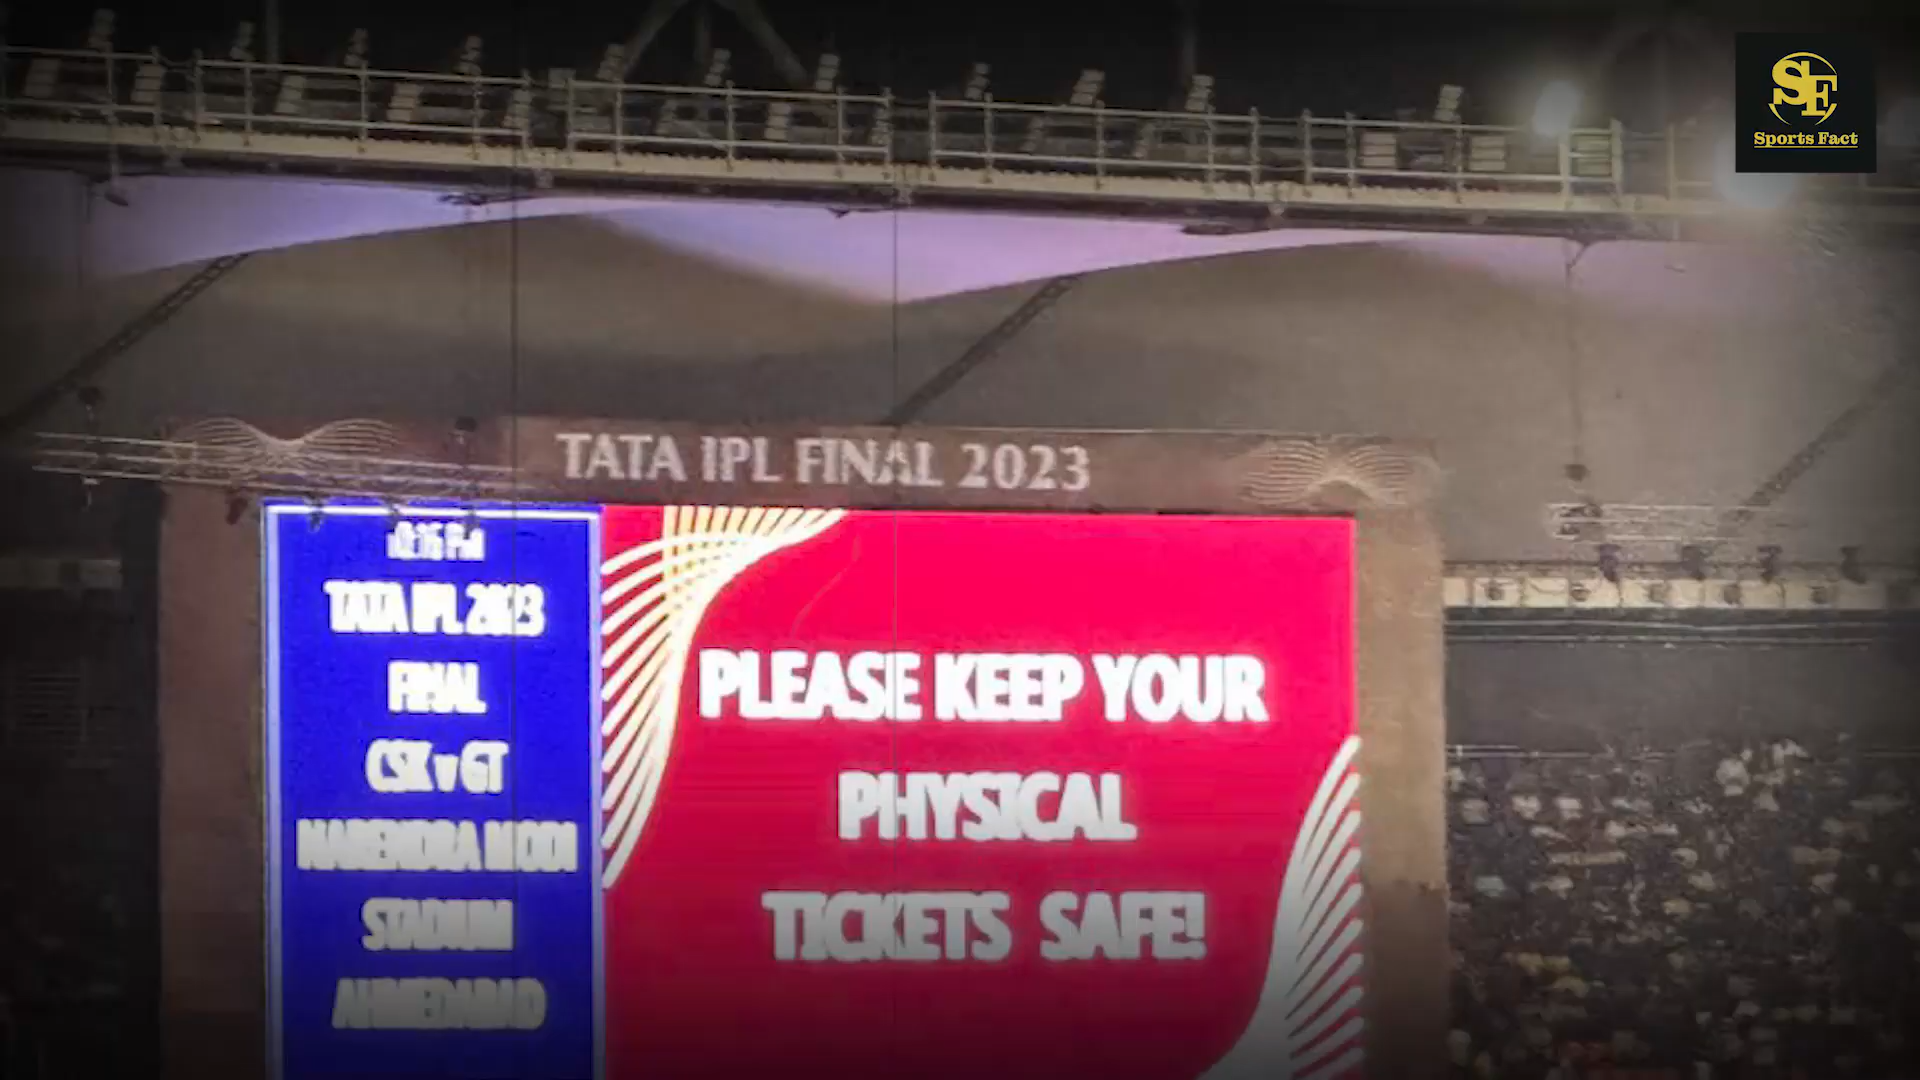 SF
Sports Fact
TATA IPL FINAL 2023
TATA IPL 2023
FINAL
CSK v GT
NARENDRA MODI
STADIUM
AHMEDABAD
PLEASE KEEP YOUR
PHYSICAL
TICKETS SAFE!